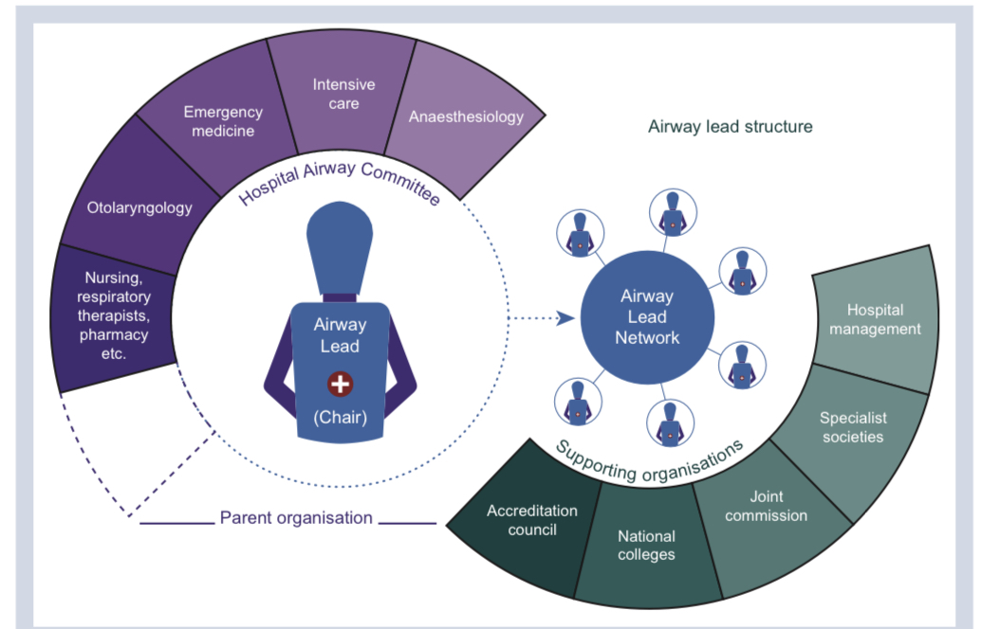 Intensive
care
Anaesthesiology
Emergency
medicine
Otolaryngology
Nursing,
respiratory
therapists,
pharmacy
etc.
Hospital Airway Committee
Airway
Lead
(Chair)
Parent organisation
Airway lead structure
Airway
Lead
Network
Hospital
management
Specialist
societies
Joint
commission
National
colleges
Accreditation
council
Supporting organisations